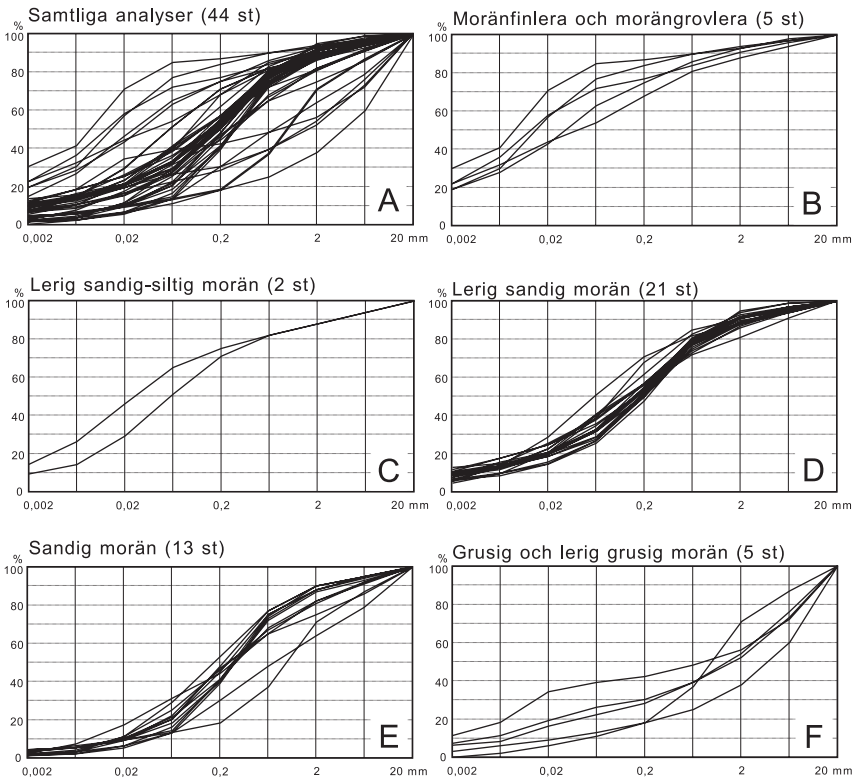 Samtliga analyser (44 st)
%
100
80
60
40
20
0
A
0,002 0,02 0,2 2 20 mm
Moränfinlera och morängrovlera (5 st)
%
100
80
60
40
20
0
B
0,002 0,02 0,2 2 20 mm
Lerig sandig-siltig morän (2 st)
%
100
80
60
40
20
0
C
0,002 0,02 0,2 2 20 mm
Lerig sandig morän (21 st)
%
100
80
60
40
20
0
D
0,002 0,02 0,2 2 20 mm
Sandig morän (13 st)
%
100
80
60
40
20
0
E
0,002 0,02 0,2 2 20 mm
Grusig och lerig grusig morän (5 st)
%
100
80
60
40
20
0
F
0,002 0,02 0,2 2 20 mm